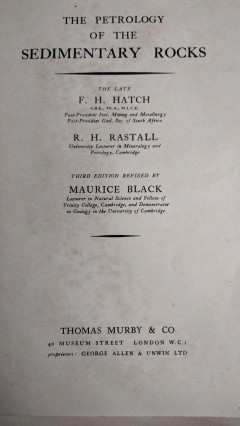 THE PETROLOGY
OF THE
SEDIMENTARY ROCKS
THE LATE
F. H. HATCH
O.B.E., PH.D., M.I.C.E.
Past-President Inst. Mining and Metallurgy
Past-President Geol. Soc. of South Africa
R. H. RASTALL
University Lecturer in Mineralogy and
Petrology, Cambridge
THIRD EDITION REVISED BY
MAURICE BLACK
Lecturer in Natural Science and Fellow of
Trinity College, Cambridge, and Demonstrator
in Geology in the University of Cambridge
THOMAS MURBY & CO
40 MUSEUM STREET LONDON W.C.1
proprietors: GEORGE ALLEN & UNWIN LTD